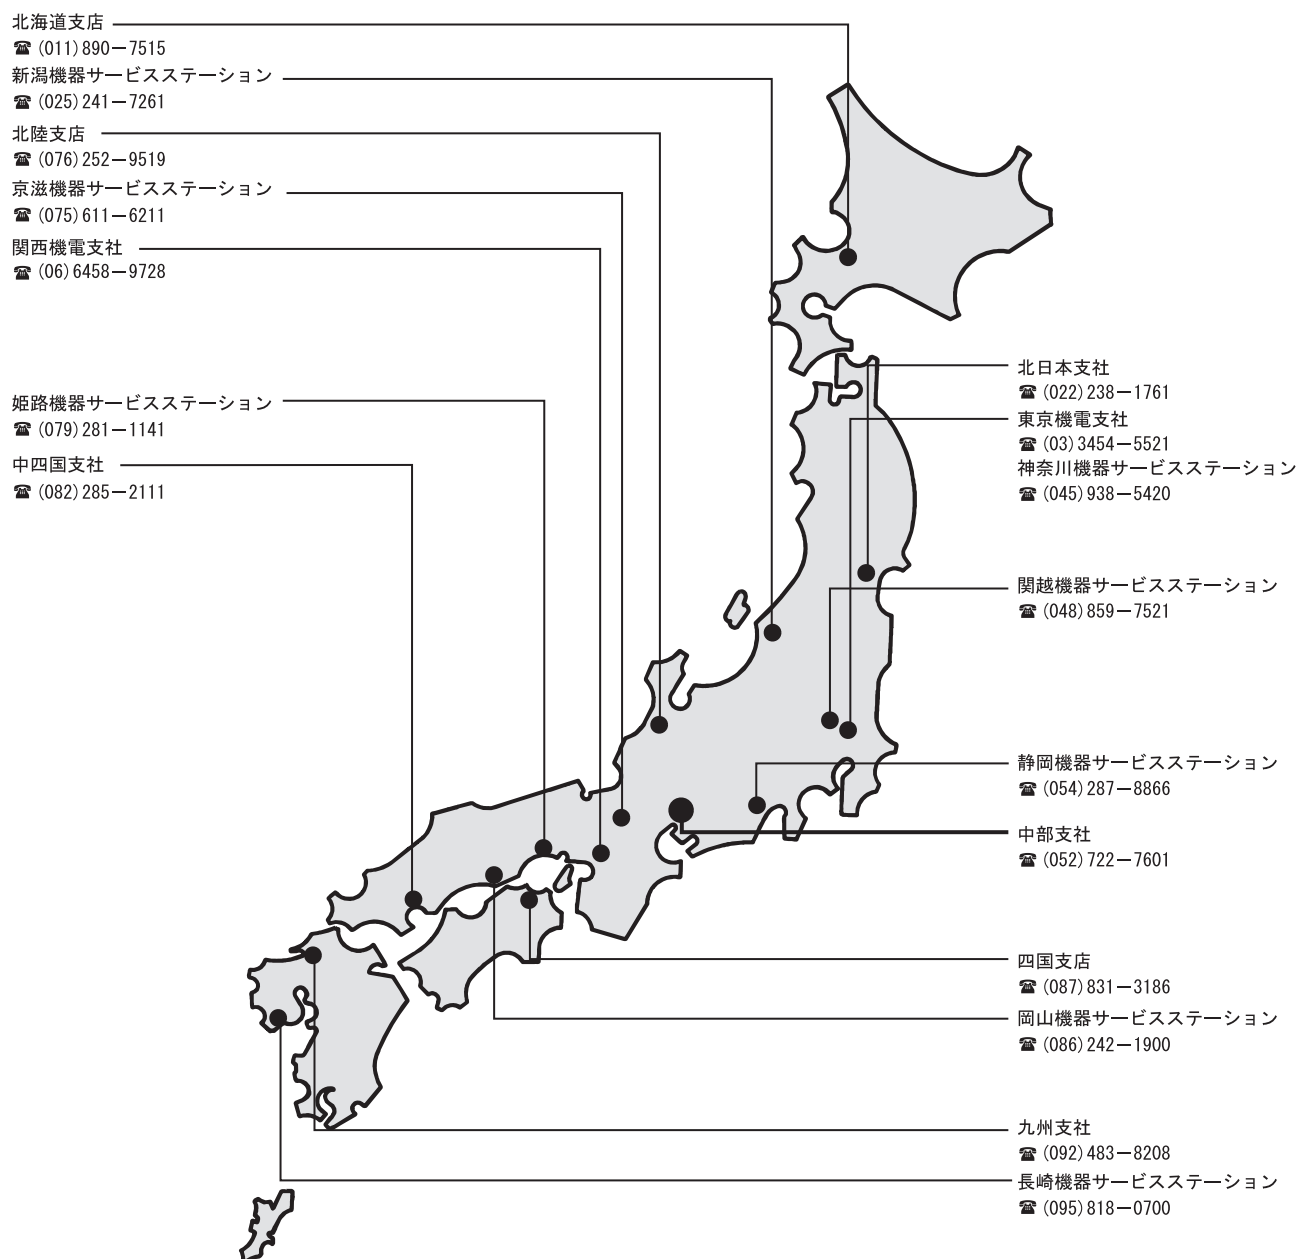 北海道支店
☎ (011)890−7515
新潟機器サービスステーション
☎ (025)241−7261
北陸支店
☎ (076)252−9519
京滋機器サービスステーション
☎ (075)611−6211
関西機電支社
☎ (06)6458−9728
姫路機器サービスステーション
☎ (079)281−1141
中四国支社
☎ (082)285−2111
北日本支社
☎ (022)238−1761
東京機電支社
☎ (03)3454−5521
神奈川機器サービスステーション
☎ (045)938−5420
関越機器サービスステーション
☎ (048)859−7521
静岡機器サービスステーション
☎ (054)287−8866
中部支社
☎ (052)722−7601
四国支店
☎ (087)831−3186
岡山機器サービスステーション
☎ (086)242−1900
九州支社
☎ (092)483−8208
長崎機器サービスステーション
☎ (095)818−0700